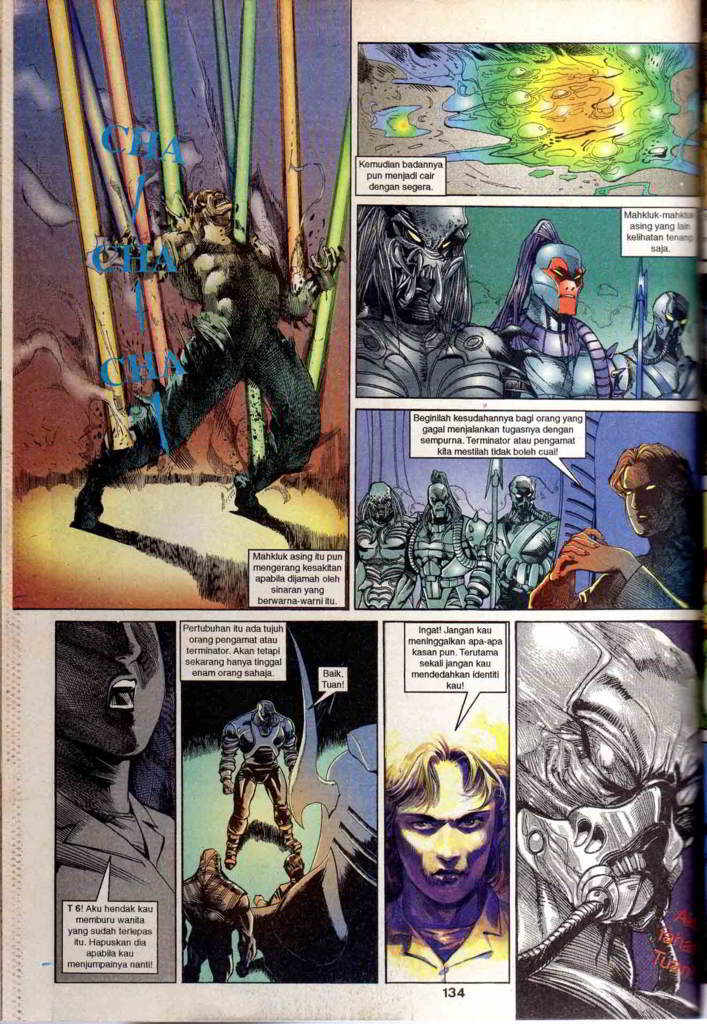 CHA
CHA
CHA
Mahkluk asing itu pun
mengerang kesakitan
apabila dijamah oleh
sinaran yang
berwarna-warni itu.
Kemudian badannya
pun menjadi cair
dengan segera.
Mahkluk-mahkluk
asing yang lain
kelihatan tenang
saja.
Beginilah kesudahannya bagi orang yang
gagal menjalankan tugasnya dengan
sempurna. Terminator atau pengamat
kita mestilah tidak boleh cuai!
T 6! Aku hendak kau
memburu wanita
yang sudah terlepas
itu. Hapuskan dia
apabila kau
menjumpainya nanti!
Pertubuhan itu ada tujuh
orang pengamat atau
terminator. Akan tetapi
sekarang hanya tinggal
enam orang sahaja.
Baik,
Tuan!
Ingat! Jangan kau
meninggalkan apa-apa
kasan pun. Terutama
sekali jangan kau
mendedahkan identiti
kau!
134